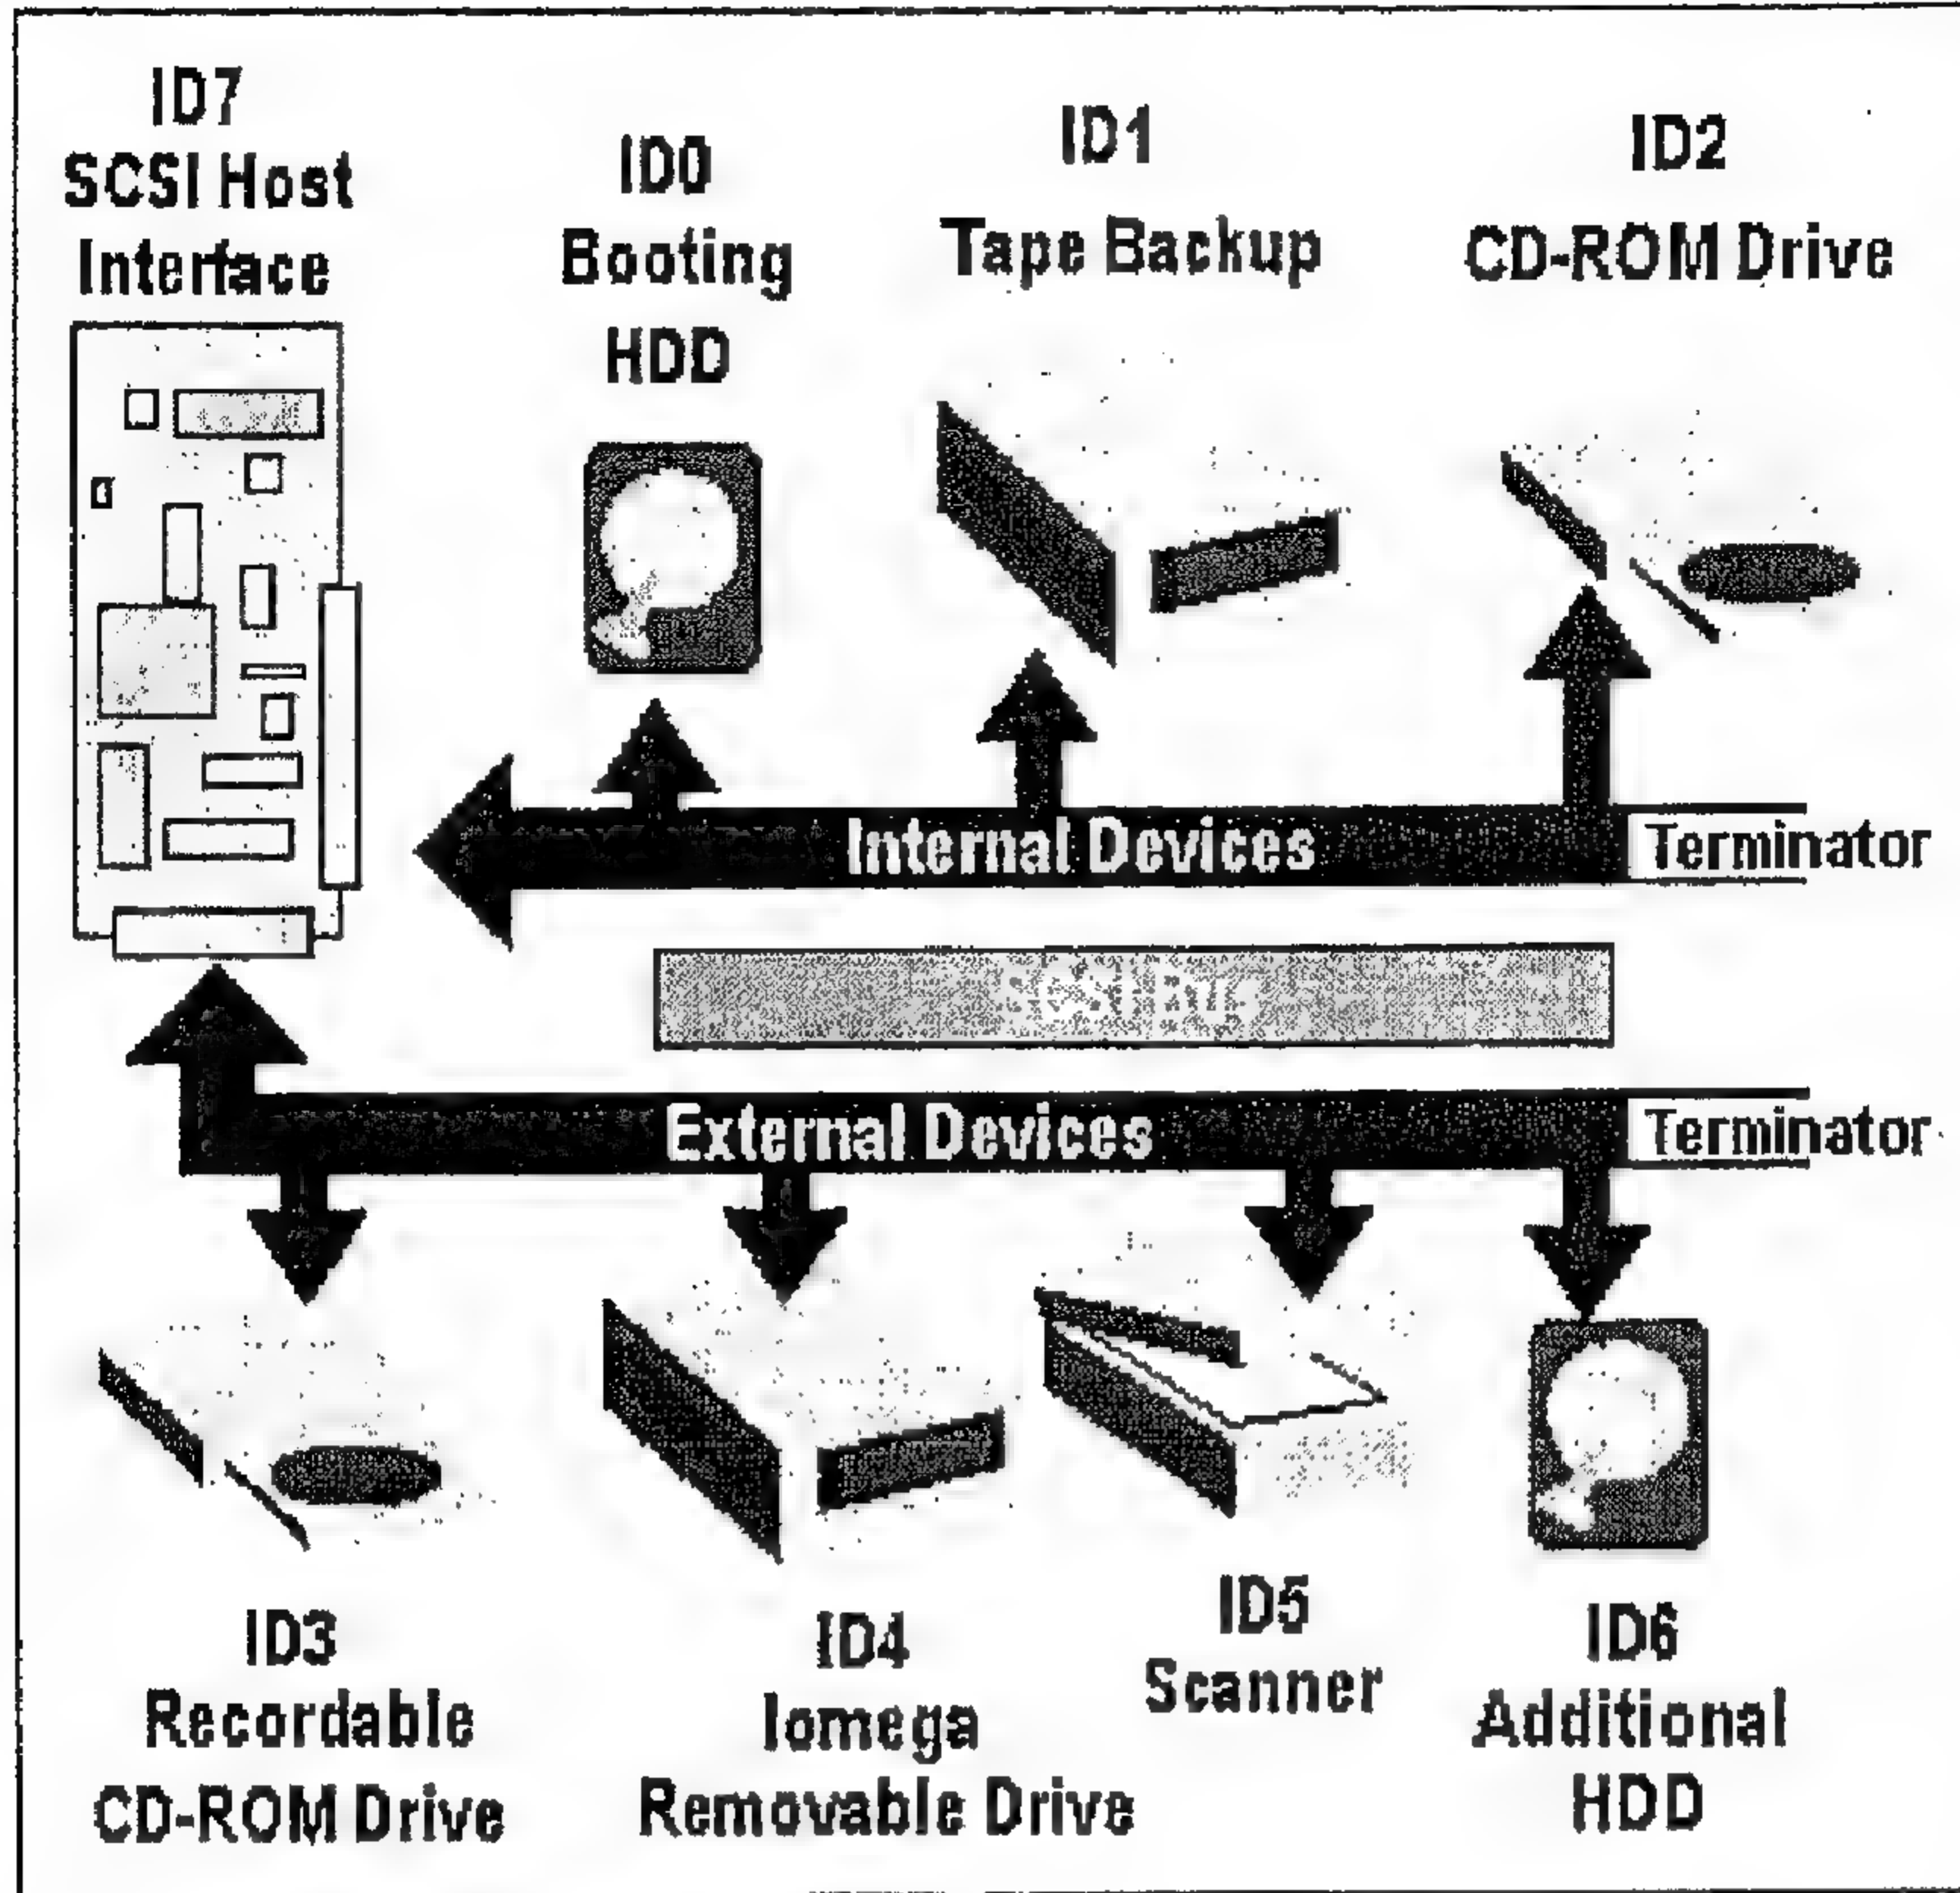 ID7
SCSI Host
Interface
ID0
Booting
HDD
ID1
Tape Backup
ID2
CD-ROM Drive
Internal Devices
Terminator
SCSI
External Devices
Terminator
ID3
Recordable
CD-ROM Drive
ID4
Iomega
Removable Drive
ID5
Scanner
ID6
Additional
HDD